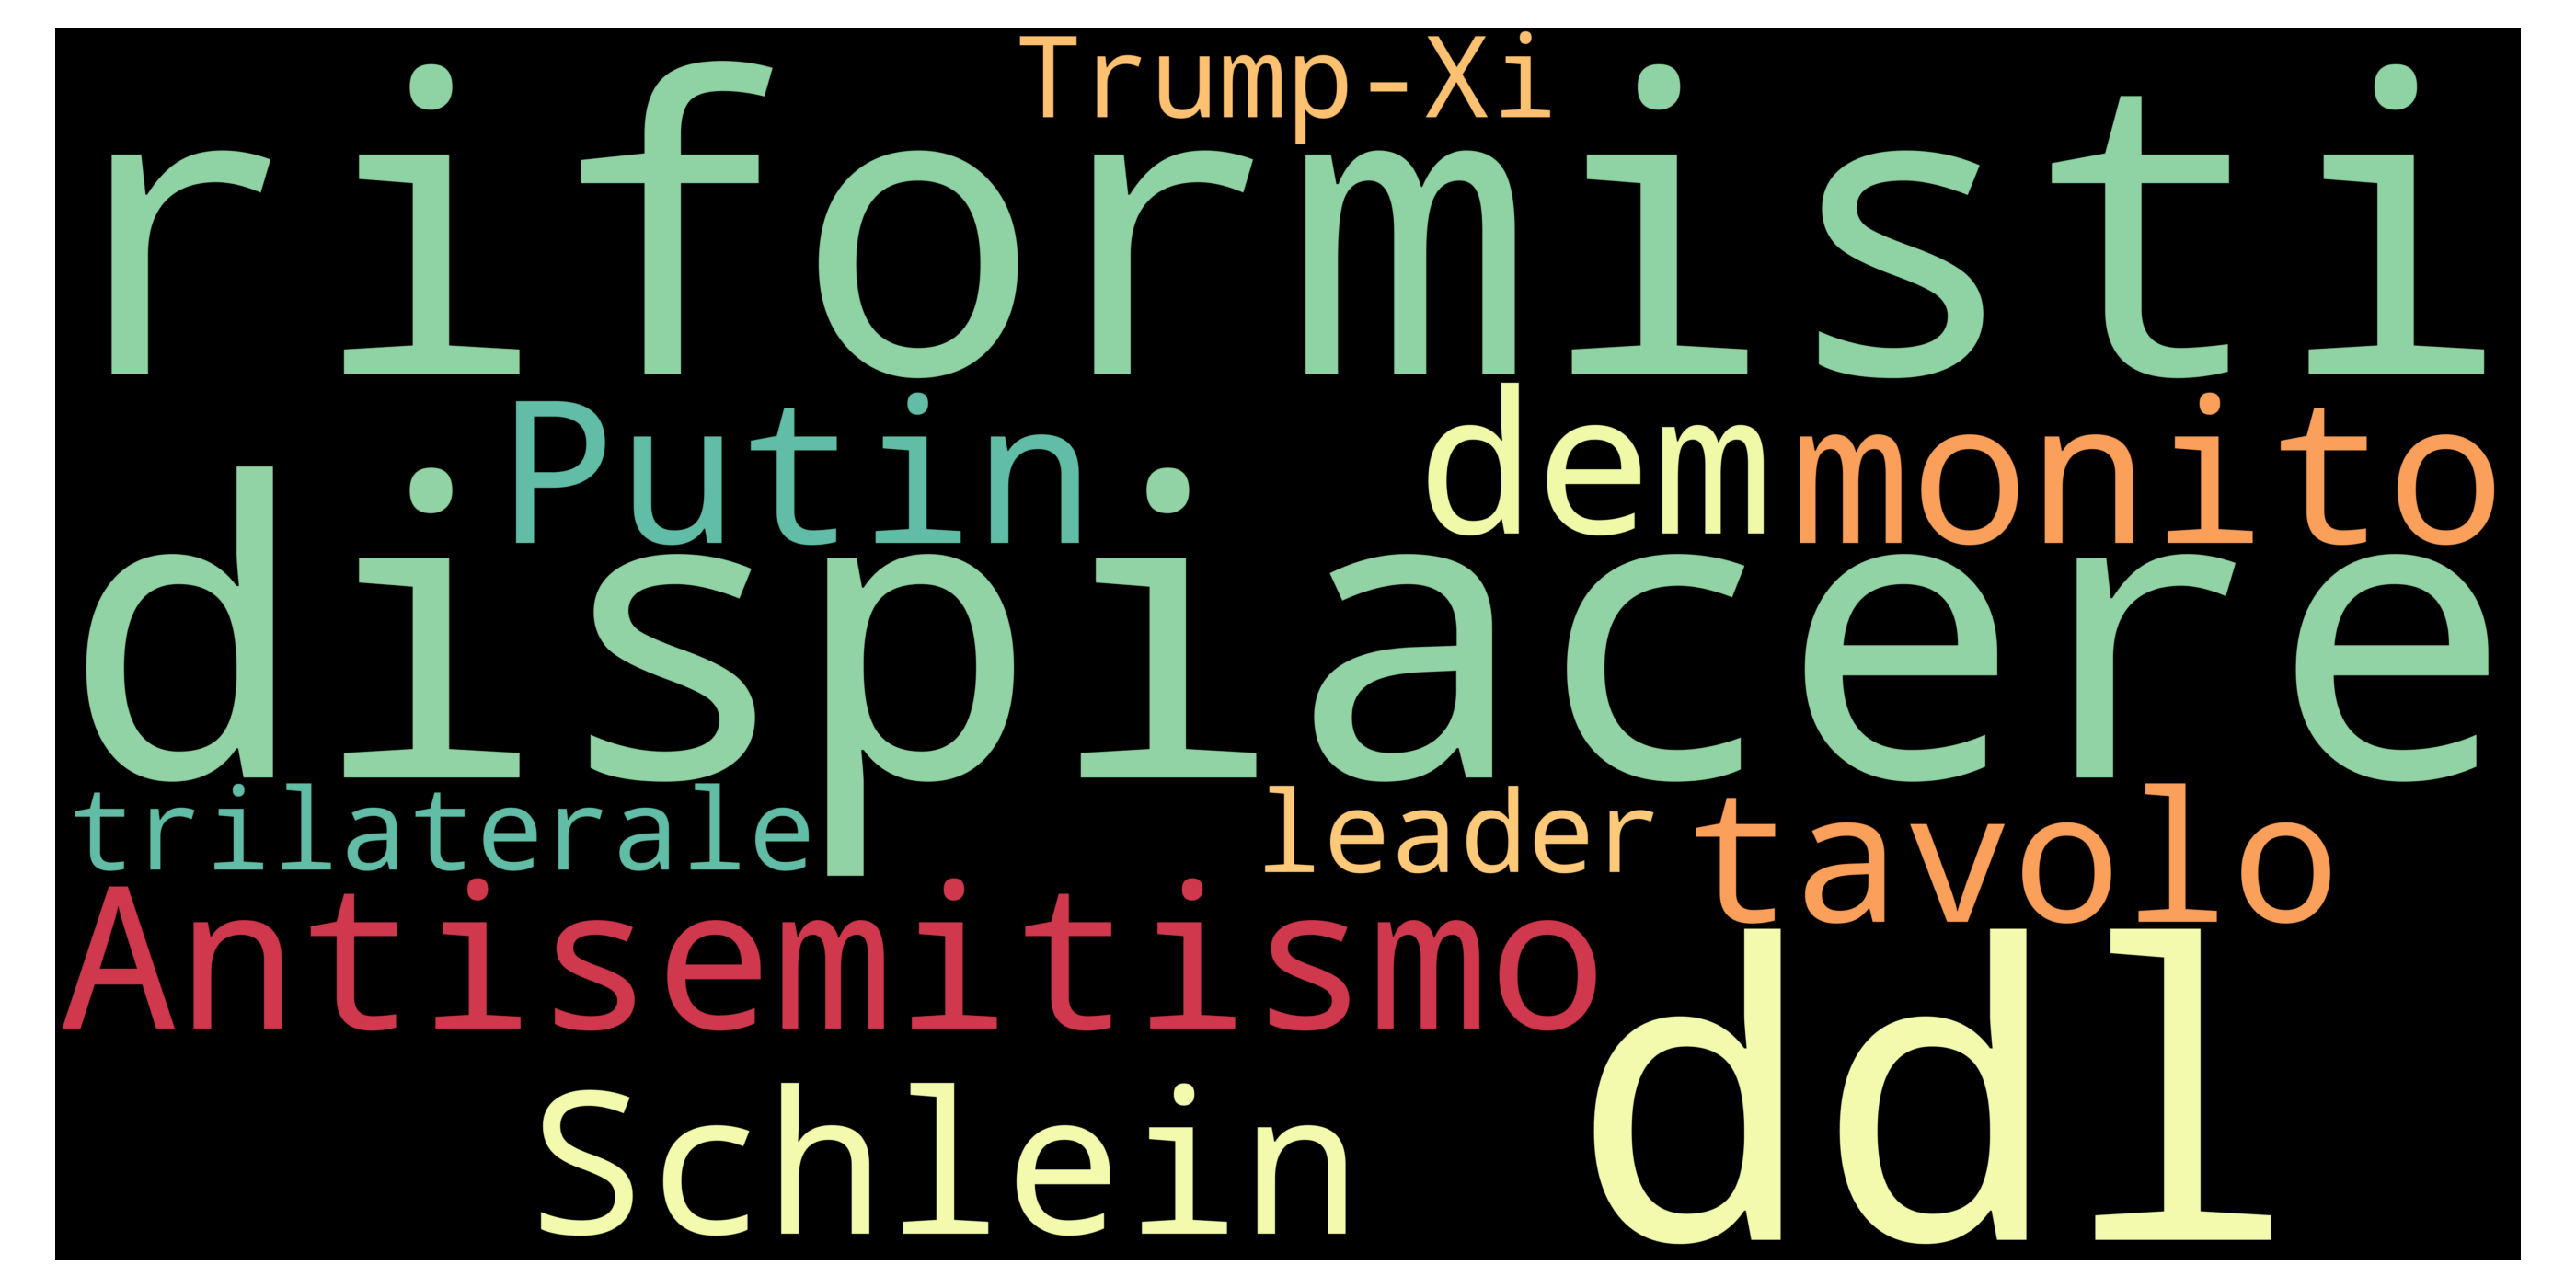 Trump-Xi
riformisti
Putin dem monito
dispiacere
trilaterale leader tavolo
Antisemitismo
Schlein ddl